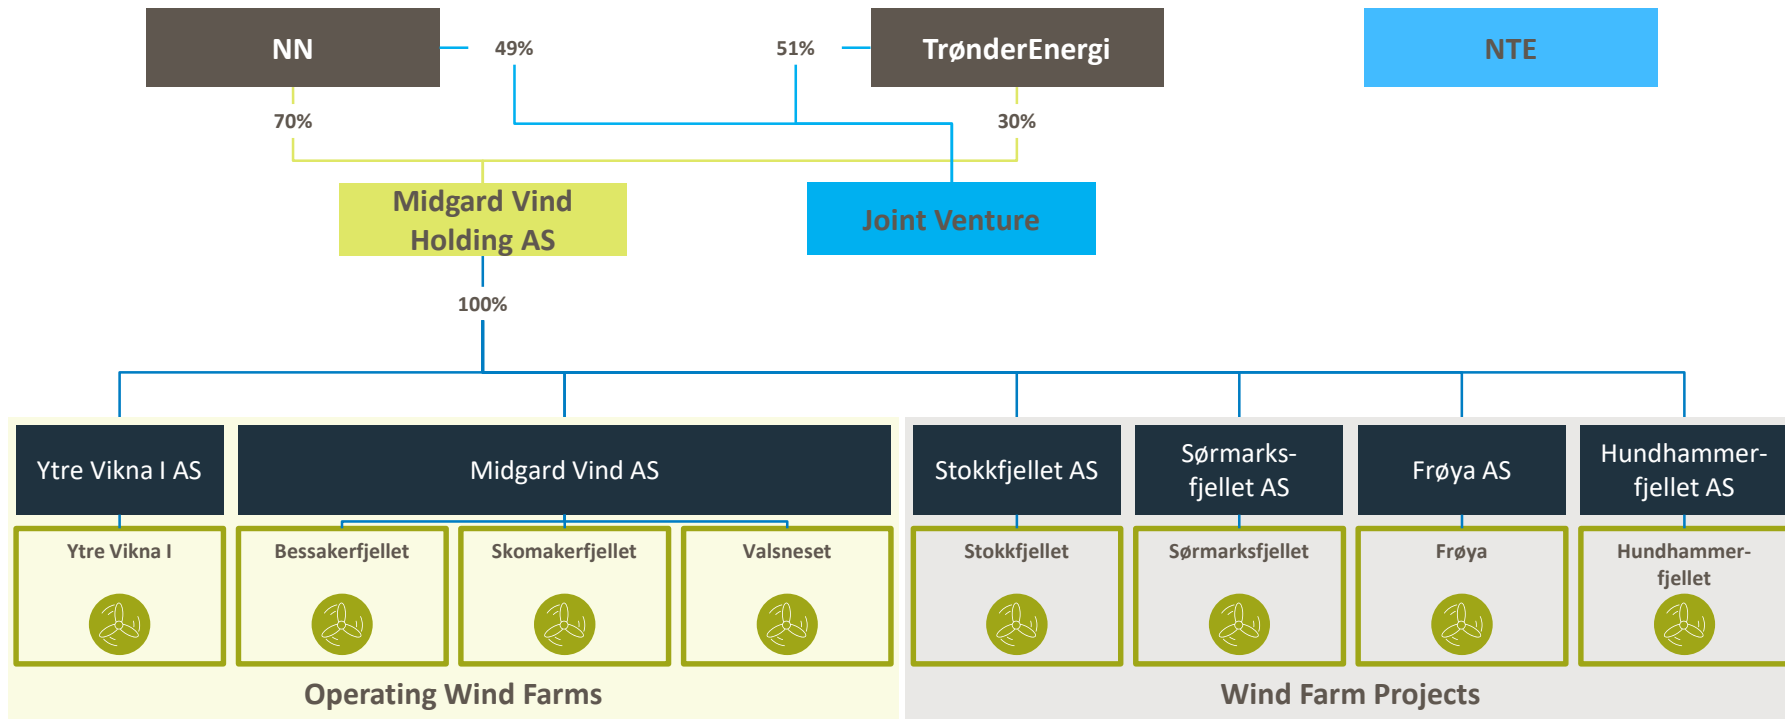 NN
49%
51%
TrønderEnergi
NTE
70%
30%
Midgard Vind
Holding AS
Joint Venture
100%
Ytre Vikna I AS
Midgard Vind AS
Stokkfjellet AS
Sørmarks-
fjellet AS
Frøya AS
Hundhammer-
fjellet AS
Ytre Vikna I
Bessakerfjellet
Skomakerfjellet
Valsneset
Stokkfjellet
Sørmarksfjellet
Frøya
Hundhammer-
fjellet
Operating Wind Farms
Wind Farm Projects